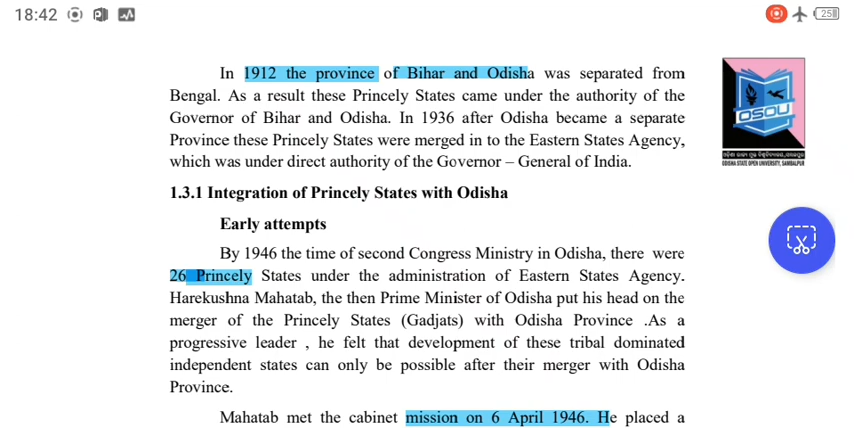 18:42
25
In 1912 the province of Bihar and Odisha was separated from
Bengal. As a result these Princely States came under the authority of the
Governor of Bihar and Odisha. In 1936 after Odisha became a separate
Province these Princely States were merged in to the Eastern States Agency,
which was under direct authority of the Governor – General of India.
OSOU
ODISHA STATE OPEN UNIVERSITY, SAMBALPUR
1.3.1 Integration of Princely States with Odisha
Early attempts
By 1946 the time of second Congress Ministry in Odisha, there were
26 Princely States under the administration of Eastern States Agency.
Harekushna Mahatab, the then Prime Minister of Odisha put his head on the
merger of the Princely States (Gadjats) with Odisha Province .As a
progressive leader , he felt that development of these tribal dominated
independent states can only be possible after their merger with Odisha
Province.
Mahatab met the cabinet mission on 6 April 1946. He placed a